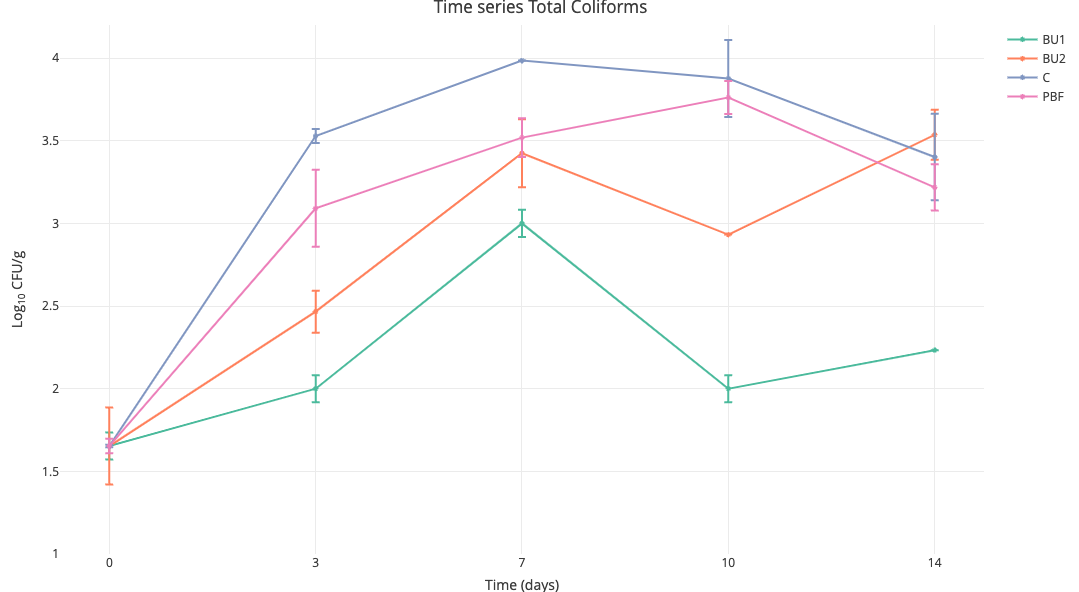 Time series Total Coliforms
BU1
BU2
C
PBF
4
3.5
3
2.5
2
1.5
1
Log₁₀ CFU/g
0 3 7 10 14
Time (days)